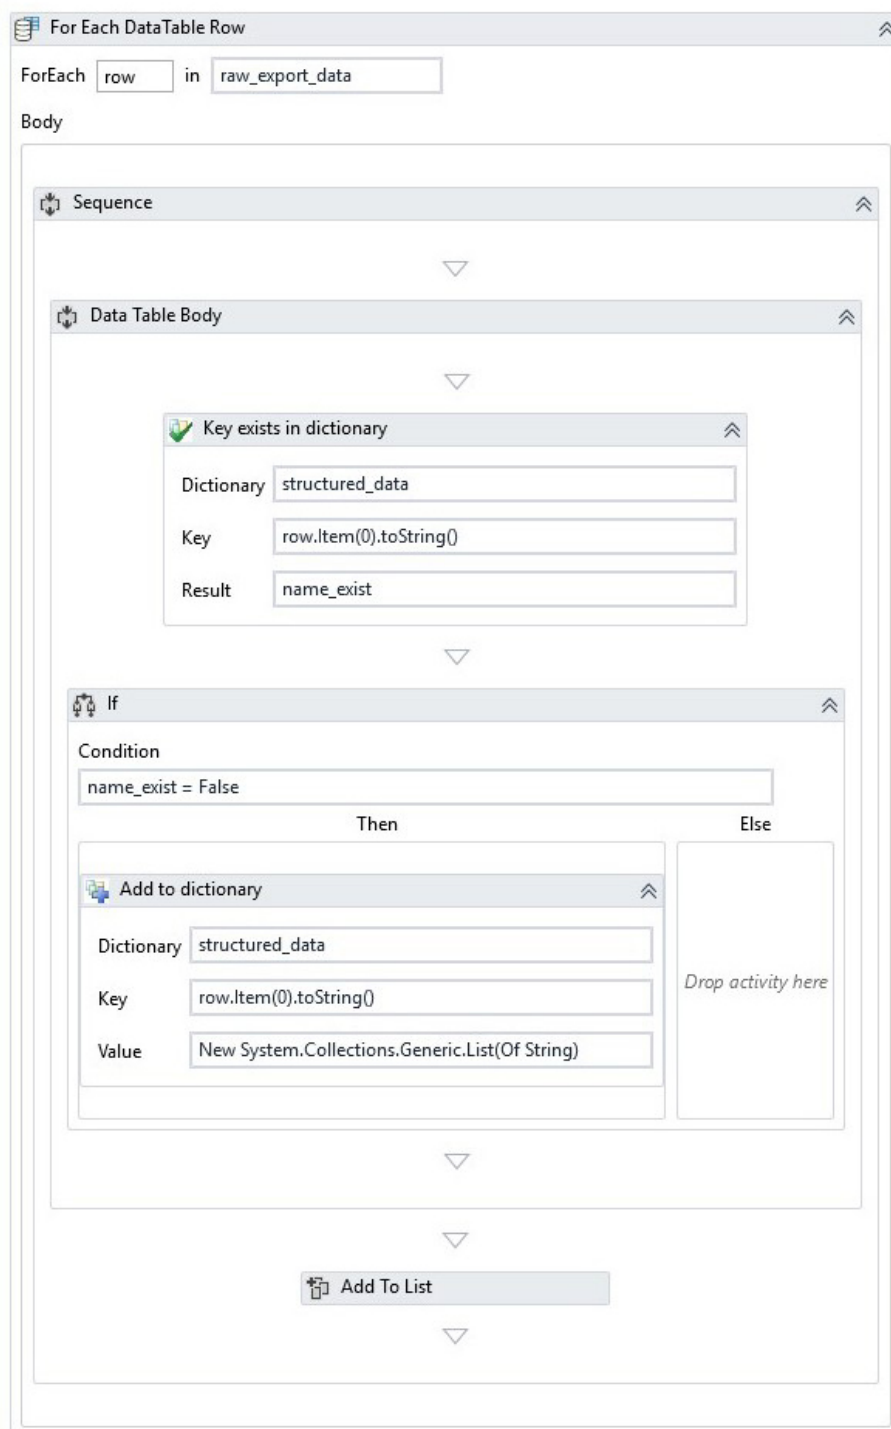 For Each DataTable Row
ForEach row in raw_export_data
Body
Sequence
Data Table Body
Key exists in dictionary
Dictionary structured_data
Key row.Item(0).toString()
Result name_exist
If
Condition
name_exist = False
Then Else
Add to dictionary
Dictionary structured_data
Drop activity here
Key row.Item(0).toString()
Value New System.Collections.Generic.List(Of String)
Add To List